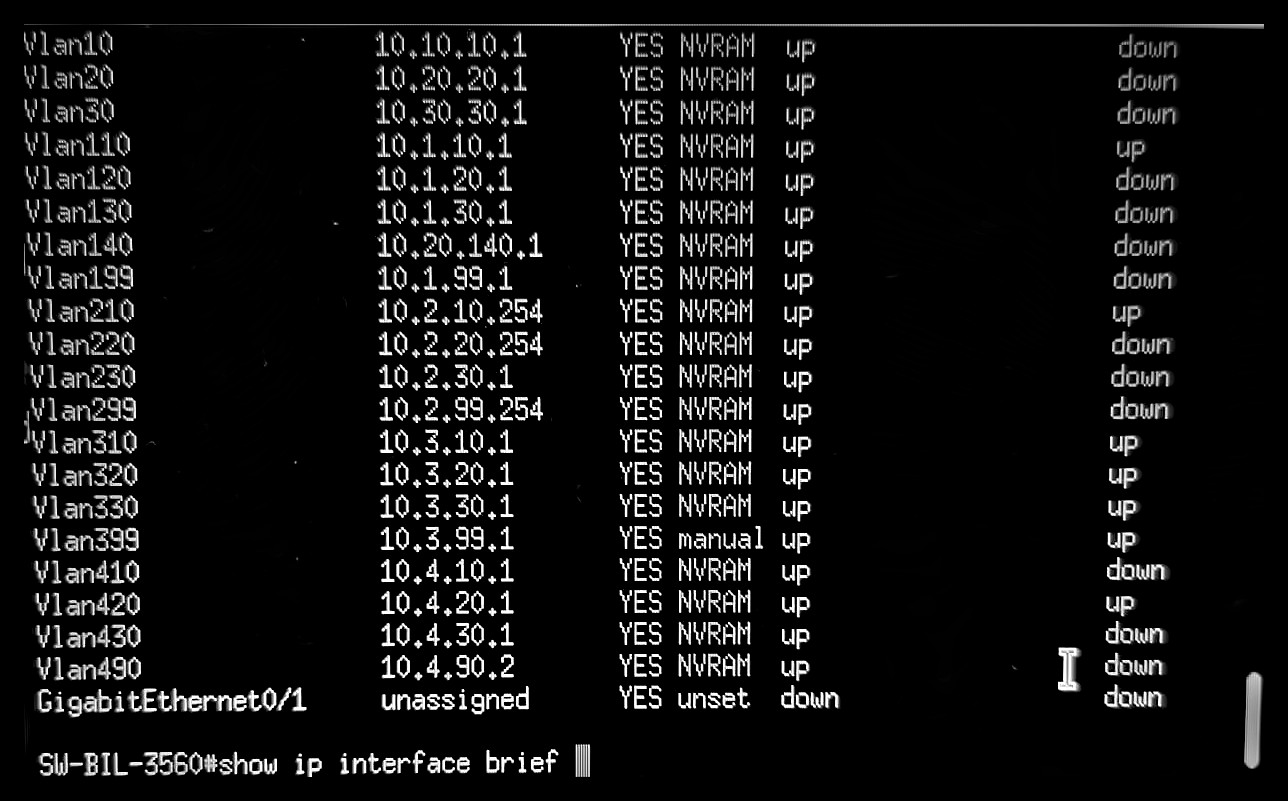 Vlan10 10.10.10.1 YES NVRAM up down
Vlan20 10.20.20.1 YES NVRAM up down
Vlan30 10.30.30.1 YES NVRAM up down
Vlan110 10.1.10.1 YES NVRAM up up
Vlan120 10.1.20.1 YES NVRAM up down
Vlan130 10.1.30.1 YES NVRAM up down
Vlan140 10.20.140.1 YES NVRAM up down
Vlan199 10.1.99.1 YES NVRAM up down
Vlan210 10.2.10.254 YES NVRAM up up
Vlan220 10.2.20.254 YES NVRAM up down
Vlan230 10.2.30.1 YES NVRAM up down
Vlan299 10.2.99.254 YES NVRAM up down
Vlan310 10.3.10.1 YES NVRAM up up
Vlan320 10.3.20.1 YES NVRAM up up
Vlan330 10.3.30.1 YES NVRAM up up
Vlan399 10.3.99.1 YES manual up up
Vlan410 10.4.10.1 YES NVRAM up down
Vlan420 10.4.20.1 YES NVRAM up up
Vlan430 10.4.30.1 YES NVRAM up down
Vlan490 10.4.90.2 YES NVRAM up down
GigabitEthernet0/1 unassigned YES unset down down
SW-BIL-3560#show ip interface brief